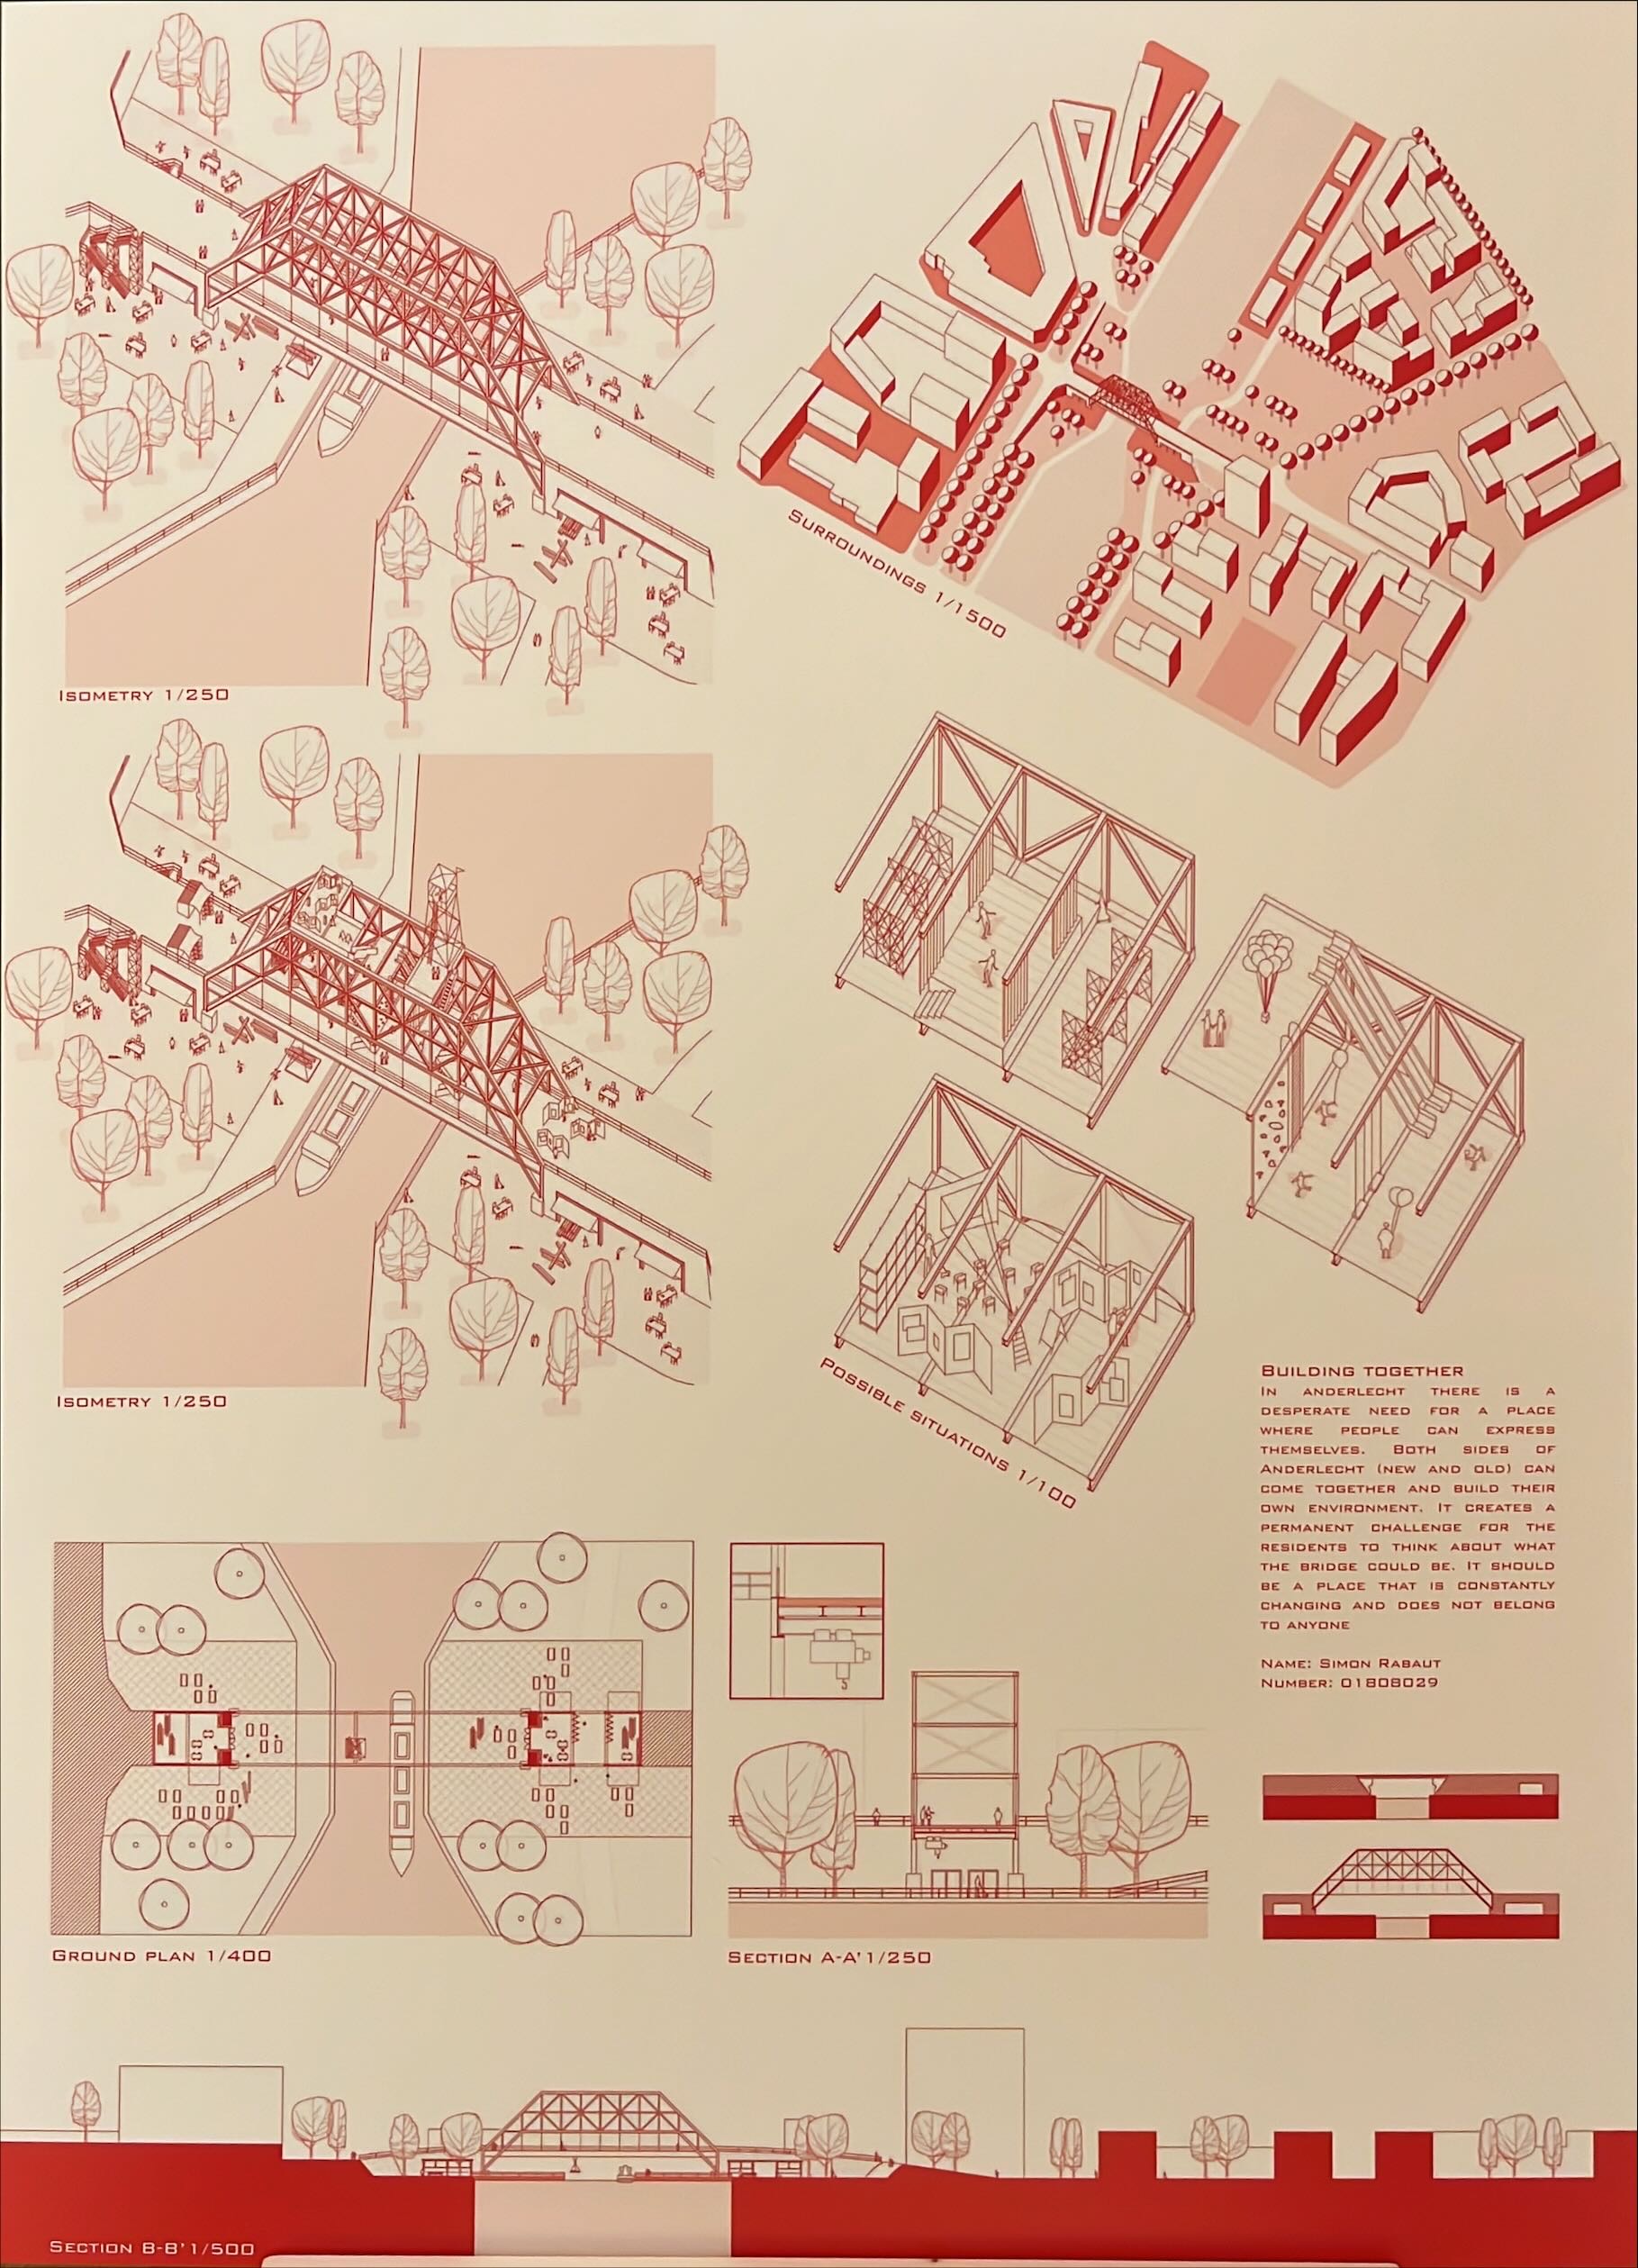 Surroundings 1/1500
Isometry 1/250
Isometry 1/250
Possible situations 1/100
Building together
In Anderlecht there is a
desperate need for a place
where people can express
themselves. Both sides of
Anderlecht (new and old) can
come together and build their
own environment. It creates a
permanent challenge for the
residents to think about what
the bridge could be. It should
be a place that is constantly
changing and does not belong
to anyone
Name: Simon Rabaut
Number: 01808029
Ground plan 1/400
Section A-A' 1/250
Section B-B' 1/500